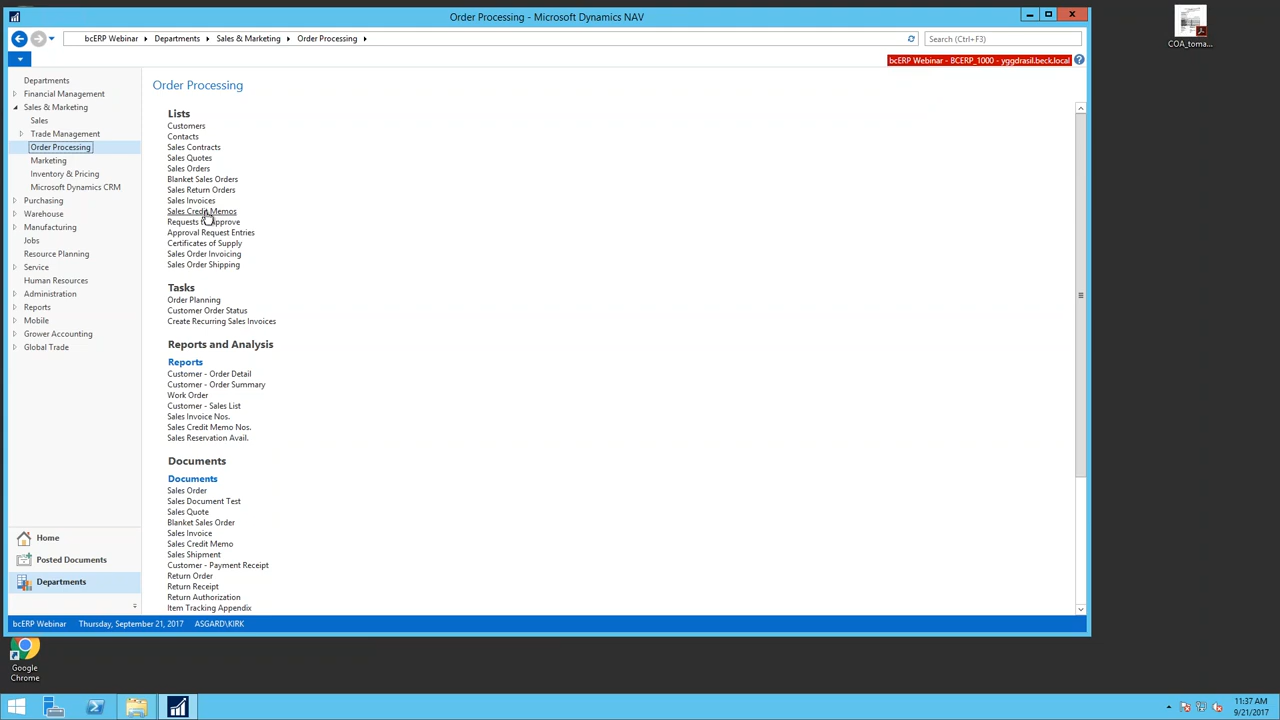 Order Processing - Microsoft Dynamics NAV
bcERP Webinar
Departments
Sales & Marketing
Order Processing
Search (Ctrl+F3)
bcERP Webinar - BCERP_1000 - yggdrasil.beck.local
COA_toma...
Departments
Financial Management
Sales & Marketing
Sales
Trade Management
Order Processing
Marketing
Inventory & Pricing
Microsoft Dynamics CRM
Purchasing
Warehouse
Manufacturing
Jobs
Resource Planning
Service
Human Resources
Administration
Reports
Mobile
Grower Accounting
Global Trade
Home
Posted Documents
Departments
Order Processing
Lists
Customers
Contacts
Sales Contracts
Sales Quotes
Sales Orders
Blanket Sales Orders
Sales Return Orders
Sales Invoices
Sales Credit Memos
Requests to Approve
Approval Request Entries
Certificates of Supply
Sales Order Invoicing
Sales Order Shipping
Tasks
Order Planning
Customer Order Status
Create Recurring Sales Invoices
Reports and Analysis
Reports
Customer - Order Detail
Customer - Order Summary
Work Order
Customer - Sales List
Sales Invoice Nos.
Sales Credit Memo Nos.
Sales Reservation Avail.
Documents
Documents
Sales Order
Sales Document Test
Sales Quote
Blanket Sales Order
Sales Invoice
Sales Credit Memo
Sales Shipment
Customer - Payment Receipt
Return Order
Return Receipt
Return Authorization
Item Tracking Appendix
bcERP Webinar
Thursday, September 21, 2017
ASGARD\KIRK
Google
Chrome
11:37 AM
9/21/2017